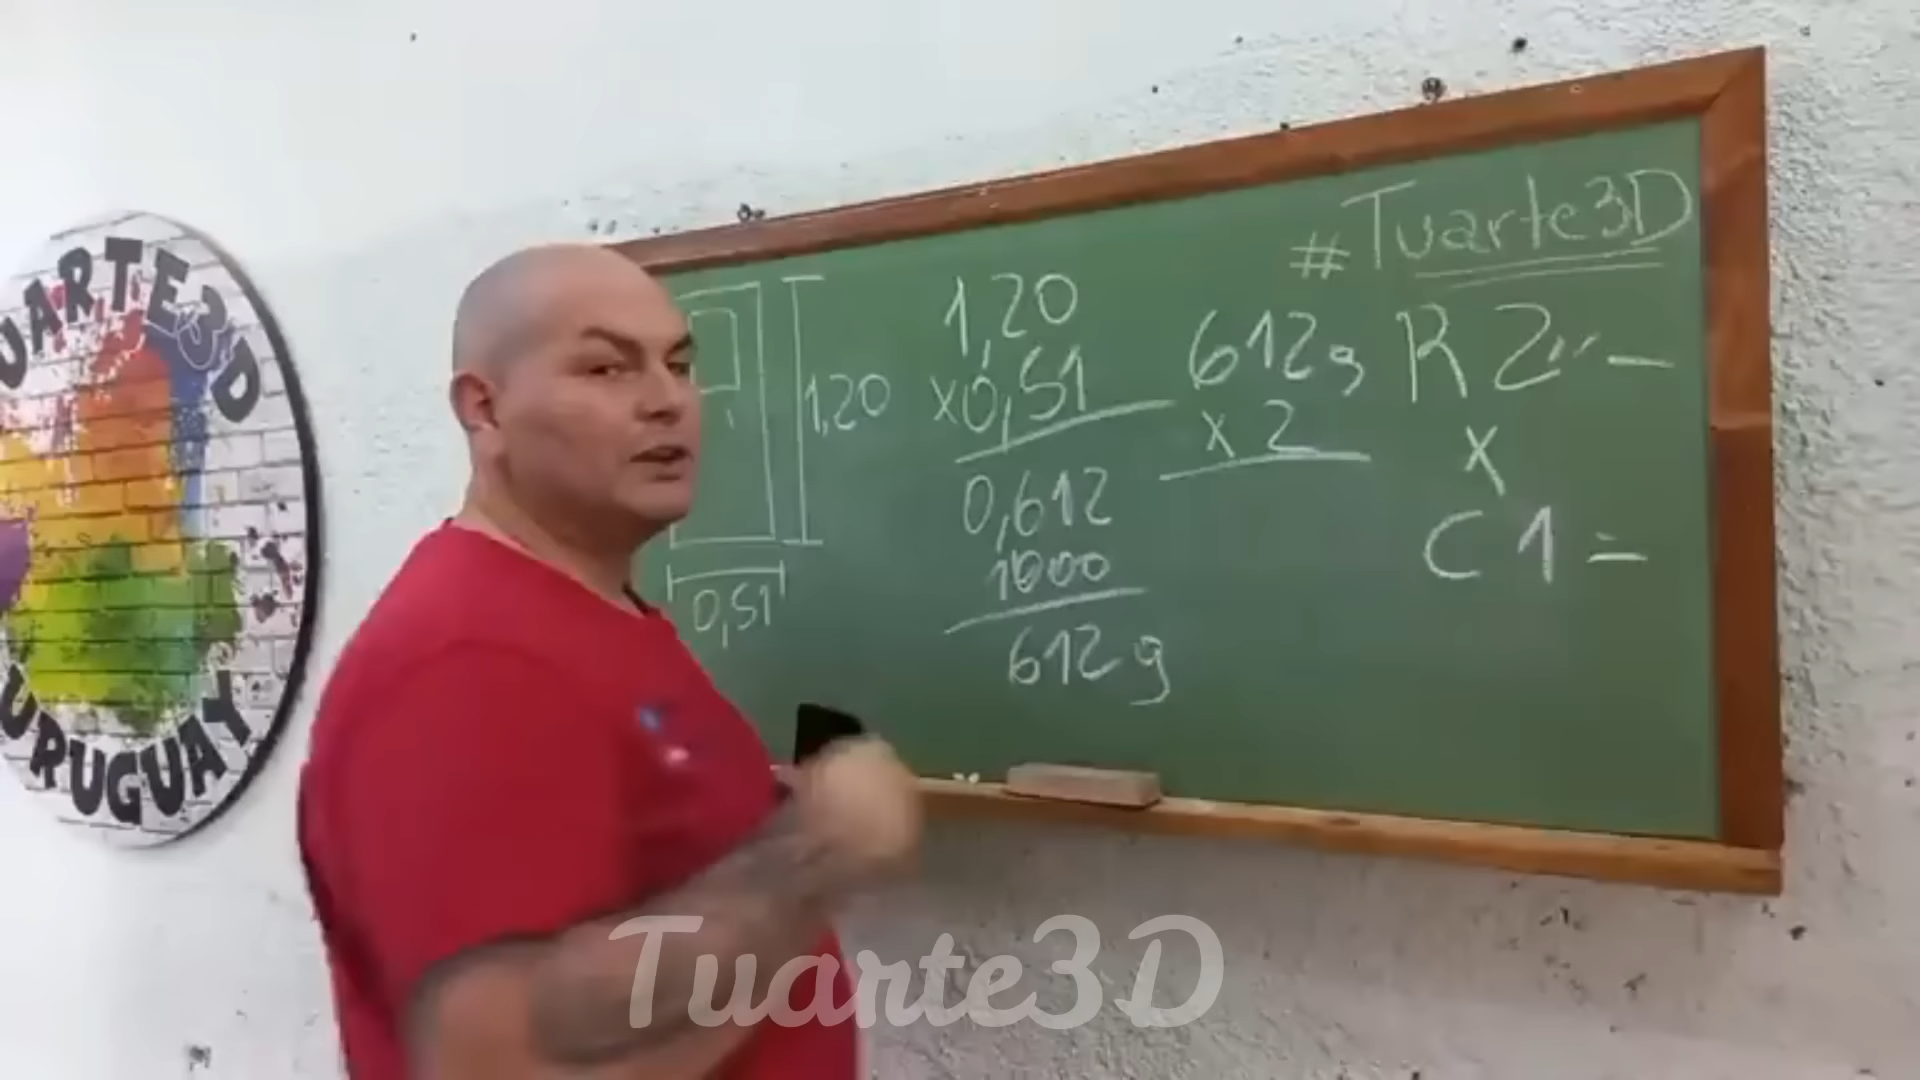 UARTE3D
URUGUAY
#Tuarte3D
1,20
0,51
1,20
x0,51
0,612
1000
612g
612g
x 2
R 2 –
x
C 1 =
Tuarte3D